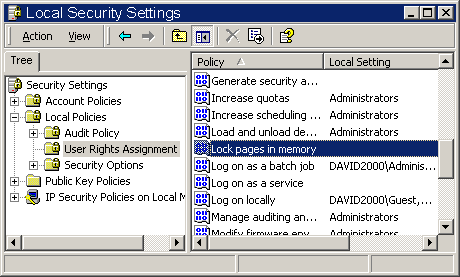 Local Security Settings
Action View
Tree
Security Settings
Account Policies
Local Policies
Audit Policy
User Rights Assignment
Security Options
Public Key Policies
IP Security Policies on Local M
Policy Local Setting
Generate security a...
Increase quotas Administrators
Increase scheduling ... Administrators
Load and unload de... Administrators
Lock pages in memory
Log on as a batch job DAVID2000\Adminis...
Log on as a service
Log on locally DAVID2000\Guest,...
Manage auditing an... Administrators
Modify firmware env... Administrators